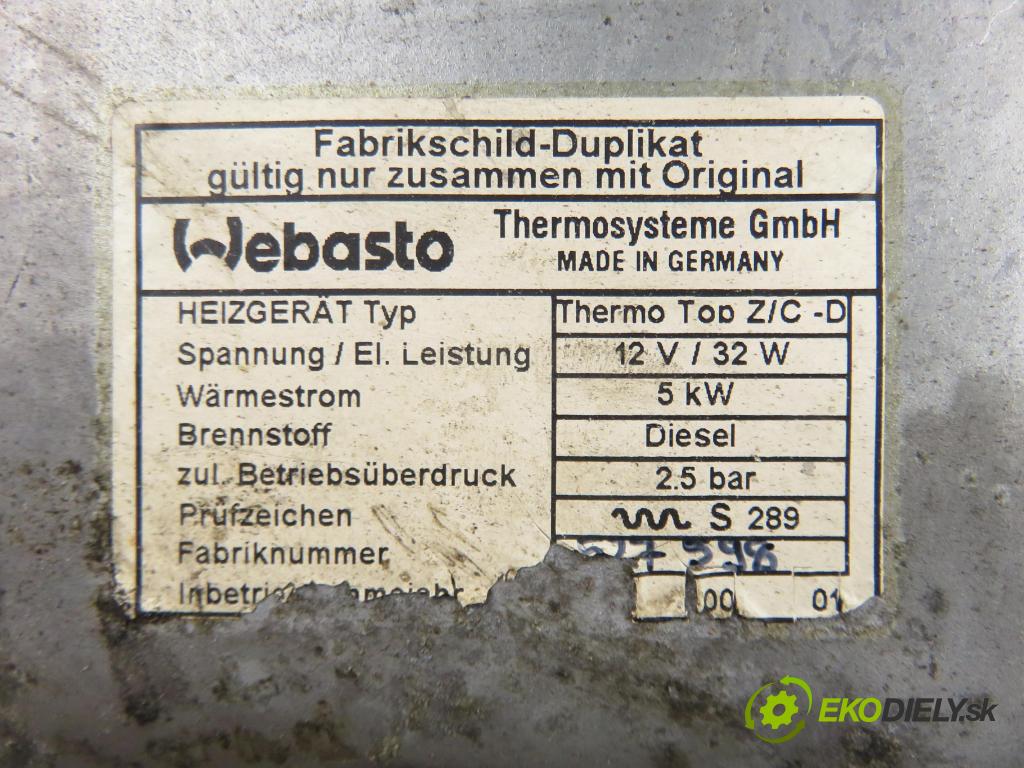 Fabrikschild-Duplikat
gültig nur zusammen mit Original
Webasto Thermosysteme GmbH
MADE IN GERMANY
HEIZGERÄT Typ Thermo Top Z/C -D
Spannung / El. Leistung 12 V / 32 W
Wärmestrom 5 kW
Brennstoff Diesel
zul. Betriebsüberdruck 2.5 bar
Prüfzeichen S 289
Fabriknummer
00 01
EKODIELY.sk